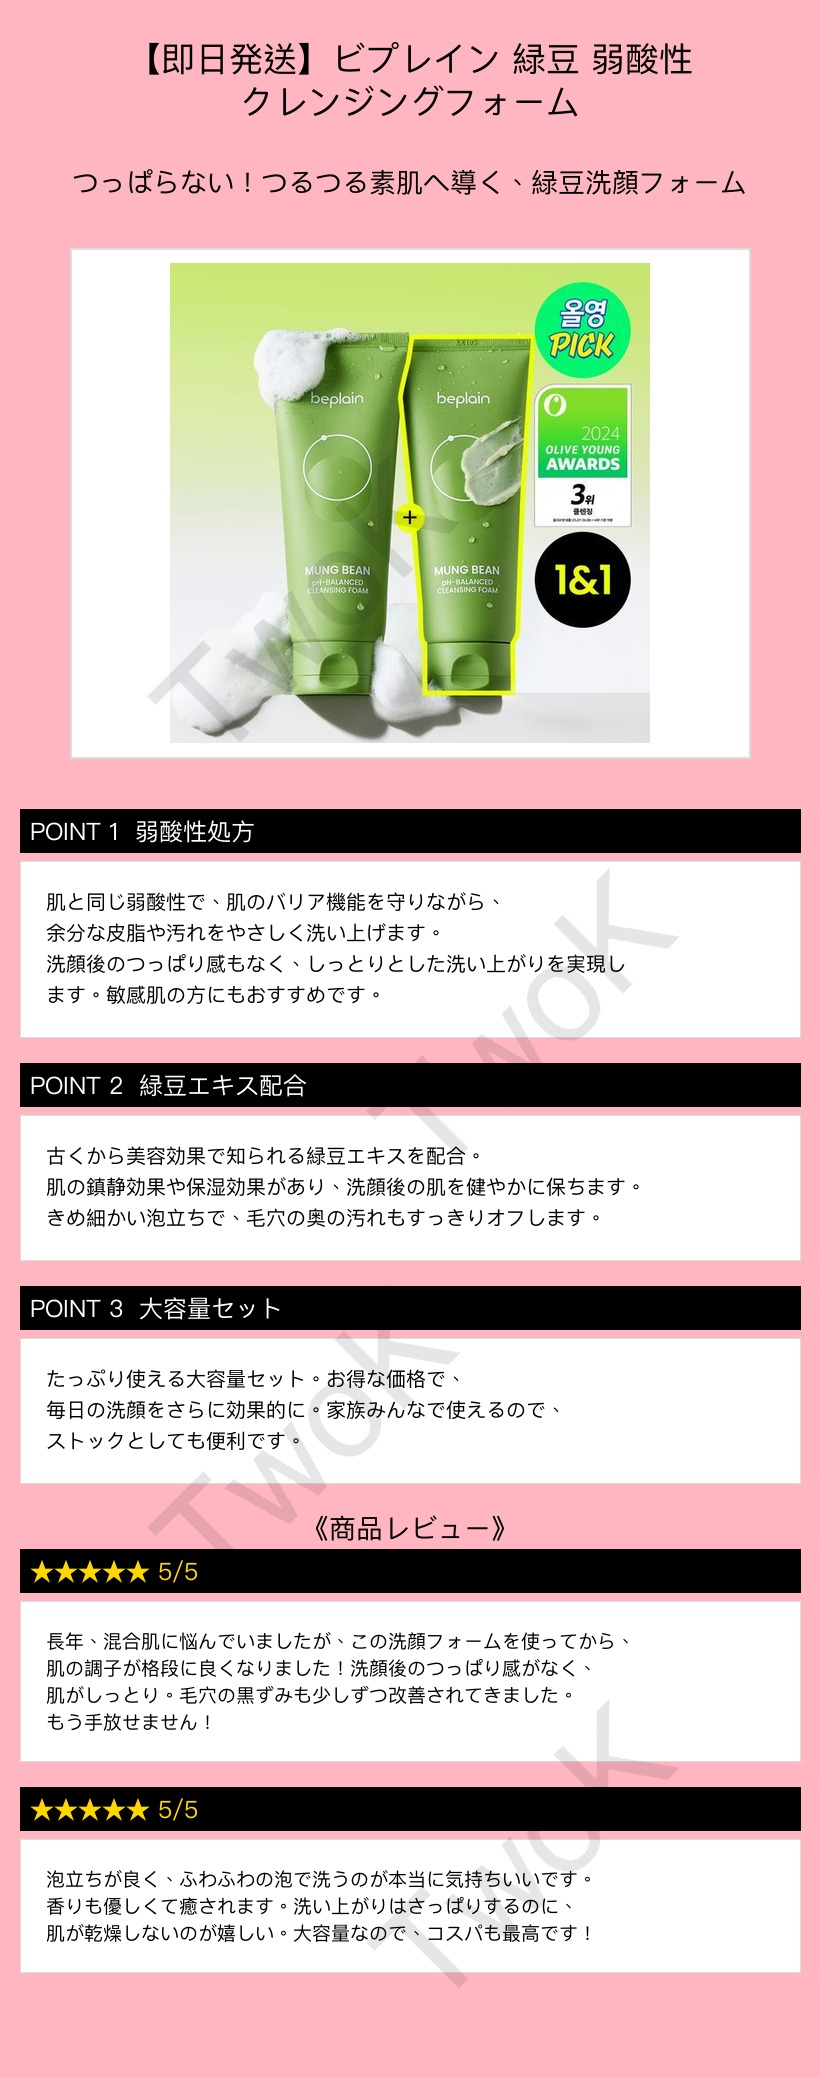 【即日発送】ビプレイン 緑豆 弱酸性
クレンジングフォーム
つっぱらない！つるつる素肌へ導く、緑豆洗顔フォーム
올영
PICK
beplain
beplain
2024
OLIVE YOUNG
AWARDS
3위
클렌징
+
1&1
MUNG BEAN
pH-BALANCED
CLEANSING FOAM
MUNG BEAN
pH-BALANCED
CLEANSING FOAM
TwoK
POINT 1 弱酸性処方
肌と同じ弱酸性で、肌のバリア機能を守りながら、
余分な皮脂や汚れをやさしく洗い上げます。
洗顔後のつっぱり感もなく、しっとりとした洗い上がりを実現し
ます。敏感肌の方にもおすすめです。
TwoK
POINT 2 緑豆エキス配合
古くから美容効果で知られる緑豆エキスを配合。
肌の鎮静効果や保湿効果があり、洗顔後の肌を健やかに保ちます。
きめ細かい泡立ちで、毛穴の奥の汚れもすっきりオフします。
POINT 3 大容量セット
たっぷり使える大容量セット。お得な価格で、
毎日の洗顔をさらに効果的に。家族みんなで使えるので、
ストックとしても便利です。
TwoK
《商品レビュー》
★★★★★ 5/5
長年、混合肌に悩んでいましたが、この洗顔フォームを使ってから、
肌の調子が格段に良くなりました！洗顔後のつっぱり感がなく、
肌がしっとり。毛穴の黒ずみも少しずつ改善されてきました。
もう手放せません！
★★★★★ 5/5
泡立ちが良く、ふわふわの泡で洗うのが本当に気持ちいいです。
香りも優しくて癒されます。洗い上がりはさっぱりするのに、
肌が乾燥しないのが嬉しい。大容量なので、コスパも最高です！
TwoK